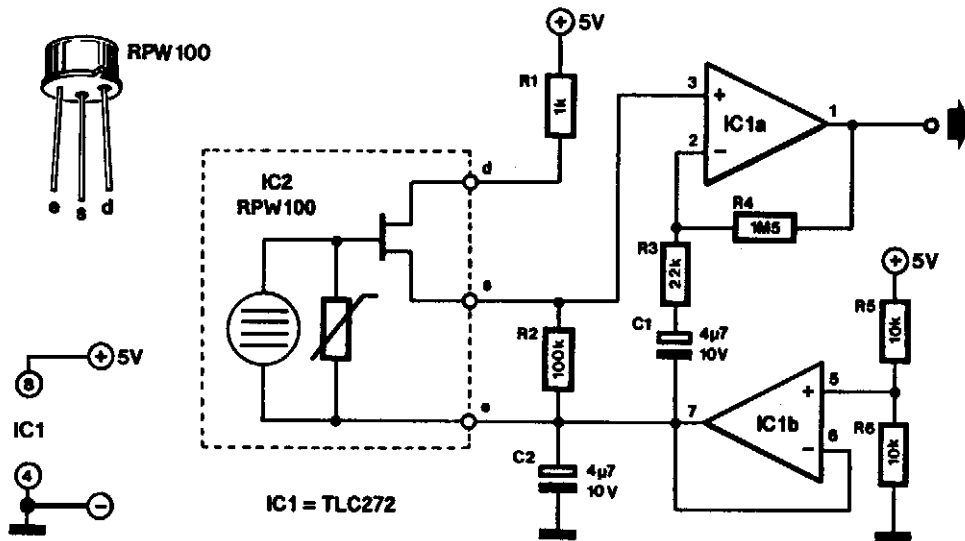 RPW100
e s d
5V
R1
1k
3
+
IC1a
1
2
−
IC2
RPW100
d
R4
1M5
R3
22k
+
5V
s
R2
100k
C1
4µ7
10V
R5
10k
+
5V
8
IC1
4
−
e
7
IC1b
+
5
−
6
R6
10k
C2
4µ7
10V
IC1 = TLC272
+